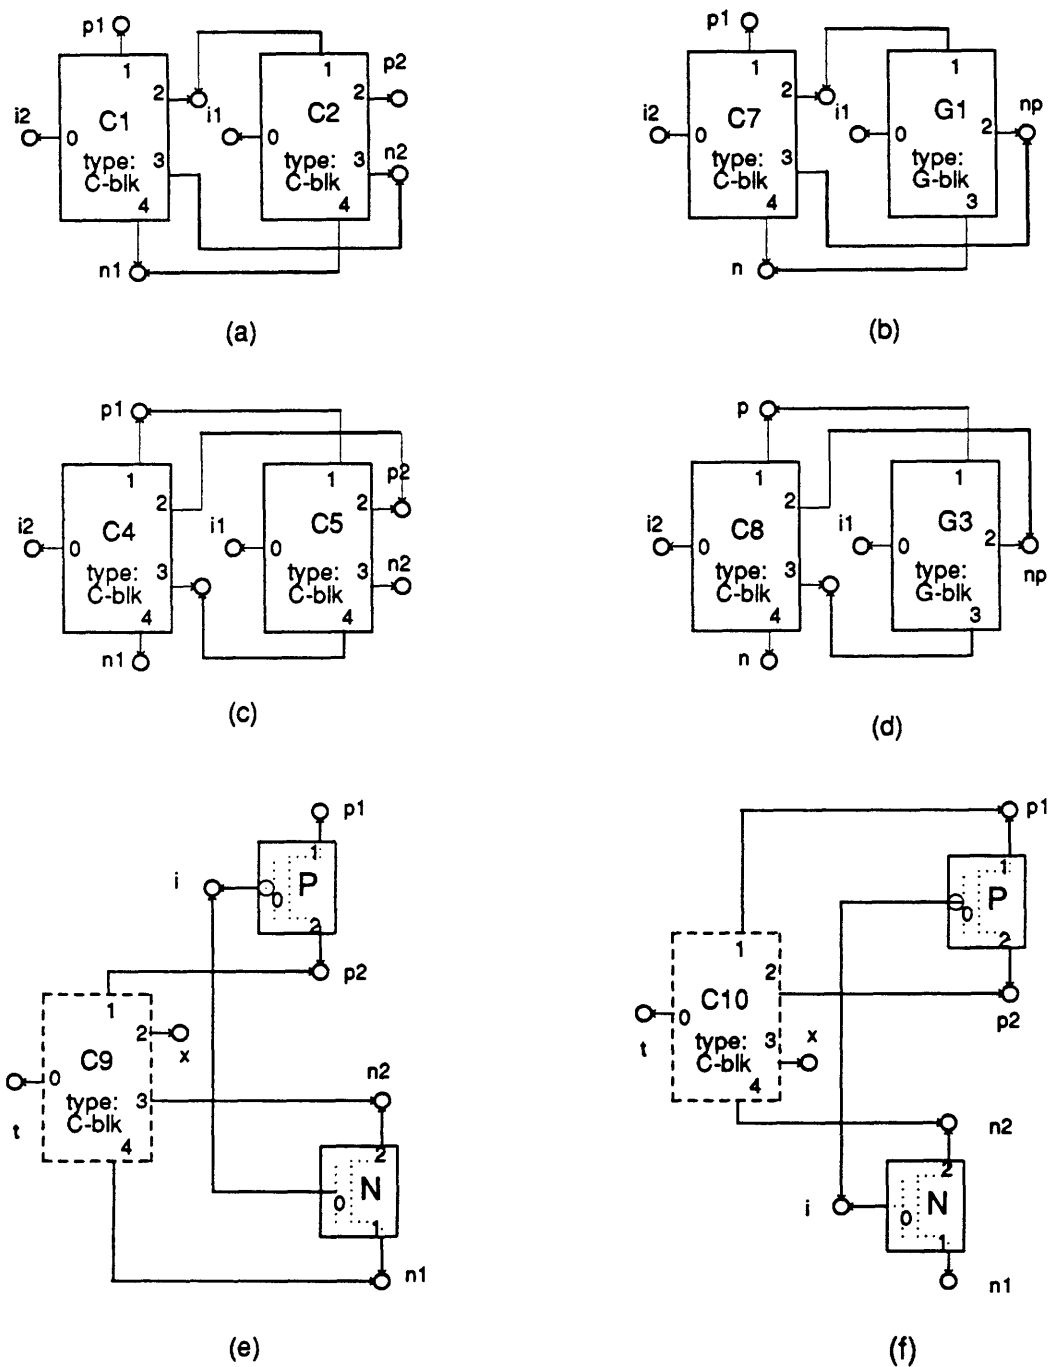 p1
1
2
C1
i2
0
type:
C-blk
3
4
n1
i1
1
p2
2
C2
0
type:
C-blk
3
n2
4
(a)
p1
1
2
C7
i2
0
type:
C-blk
3
4
n
i1
1
G1
np
2
0
type:
G-blk
3
(b)
p1
1
2
C4
i2
0
type:
C-blk
3
4
n1
i1
1
p2
2
C5
0
type:
C-blk
3
n2
4
(c)
p
1
2
C8
i2
0
type:
C-blk
3
4
n
i1
1
G3
2
np
0
type:
G-blk
3
(d)
p1
1
i
P
0
2
p2
1
2
x
C9
0
type:
C-blk
3
4
t
n2
2
N
0
1
n1
(e)
p1
1
P
0
2
p2
1
2
C10
0
t
type:
C-blk
3
x
4
n2
2
N
i
0
1
n1
(f)